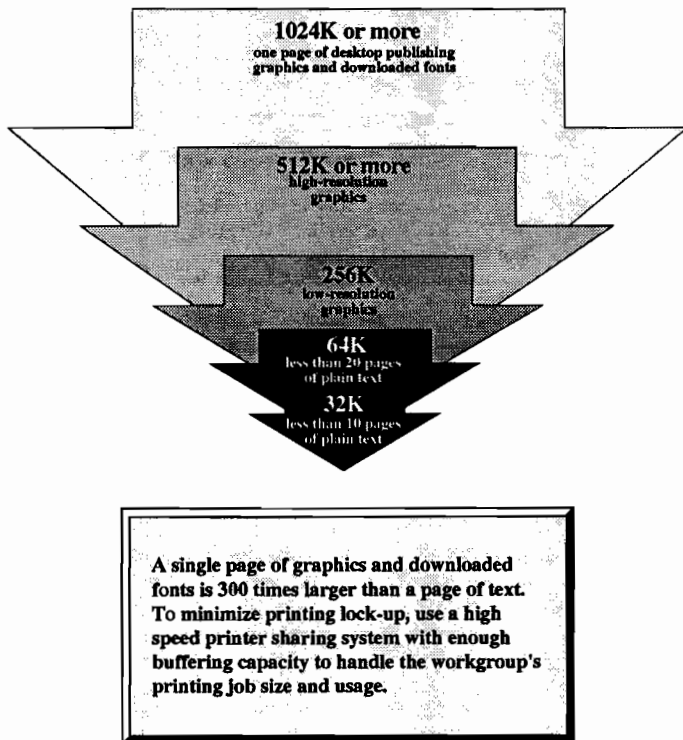 1024K or more
one page of desktop publishing
graphics and downloaded fonts
512K or more
high-resolution
graphics
256K
low-resolution
graphics
64K
less than 20 pages
of plain text
32K
less than 10 pages
of plain text
A single page of graphics and downloaded
fonts is 300 times larger than a page of text.
To minimize printing lock-up, use a high
speed printer sharing system with enough
buffering capacity to handle the workgroup's
printing job size and usage.